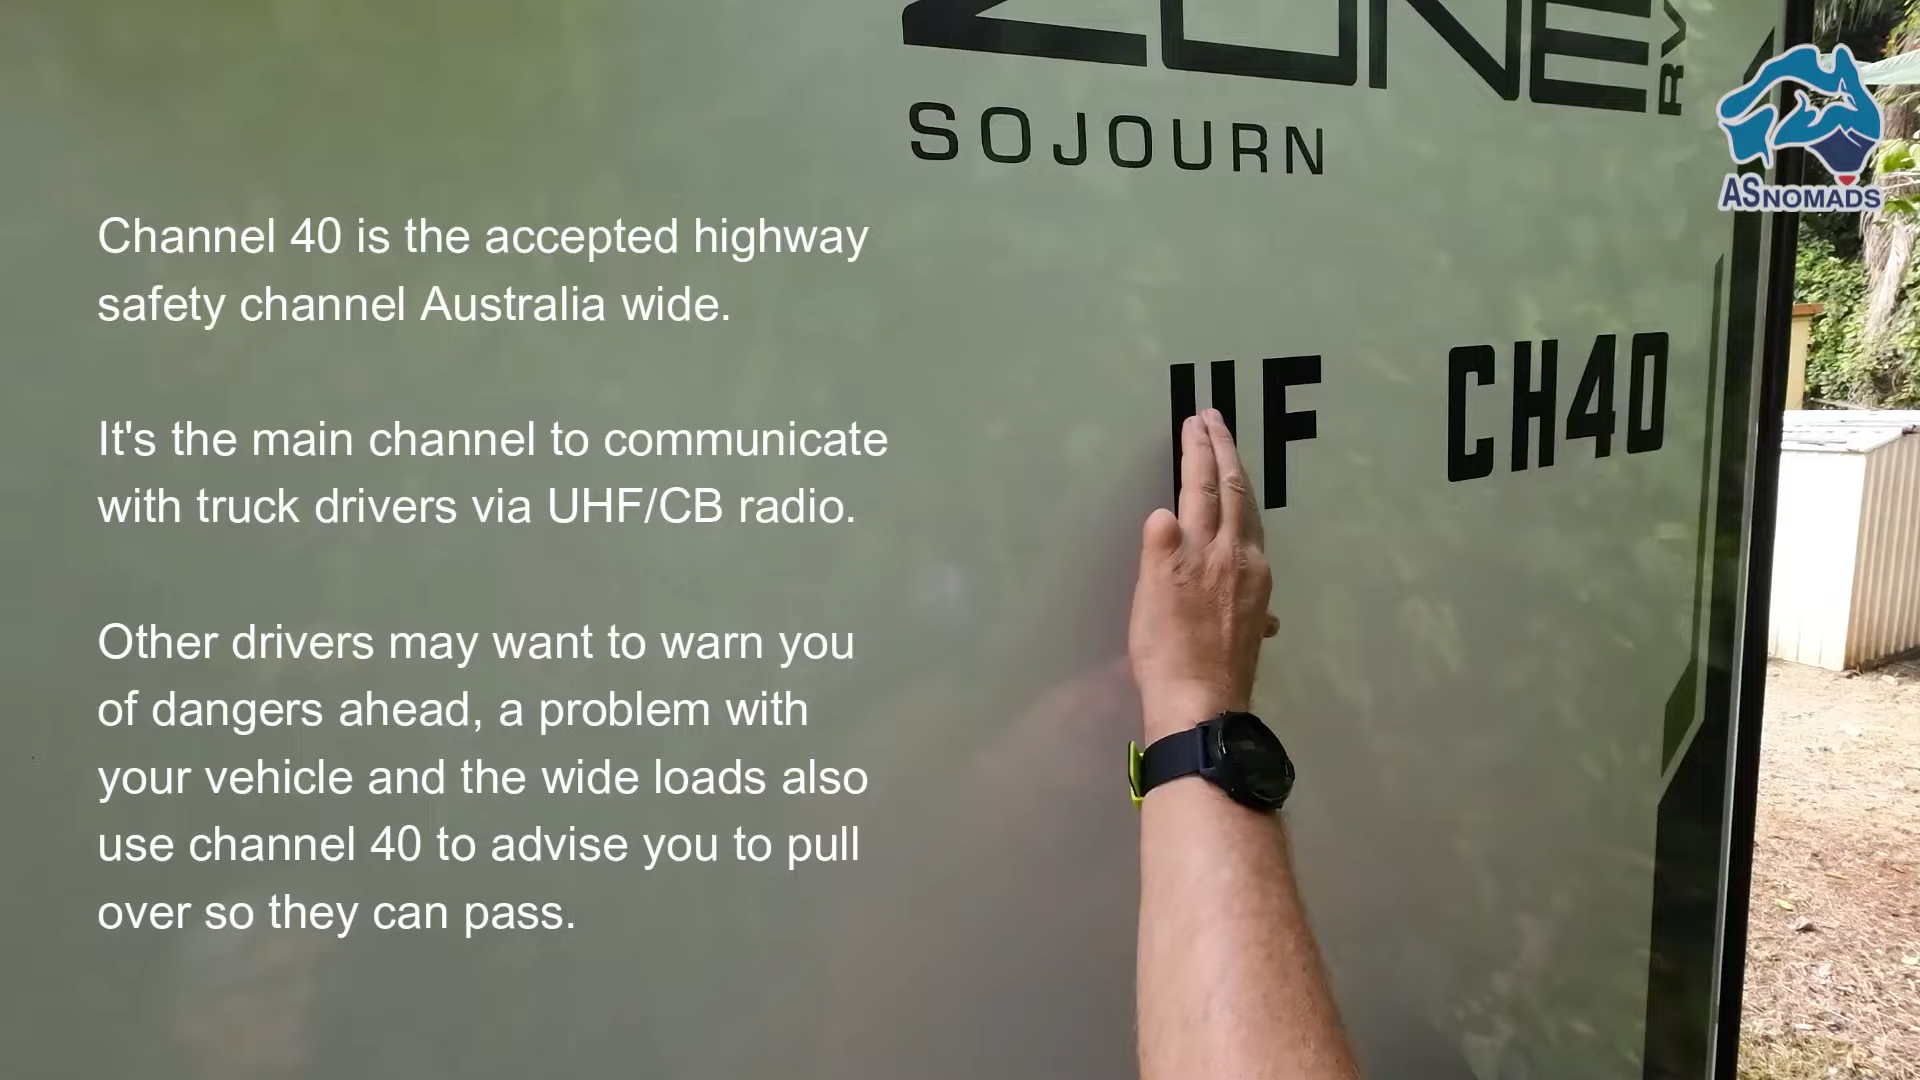 ZONE RV
SOJOURN
ASNOMADS
Channel 40 is the accepted highway
safety channel Australia wide.
UF CH40
It's the main channel to communicate
with truck drivers via UHF/CB radio.
Other drivers may want to warn you
of dangers ahead, a problem with
your vehicle and the wide loads also
use channel 40 to advise you to pull
over so they can pass.